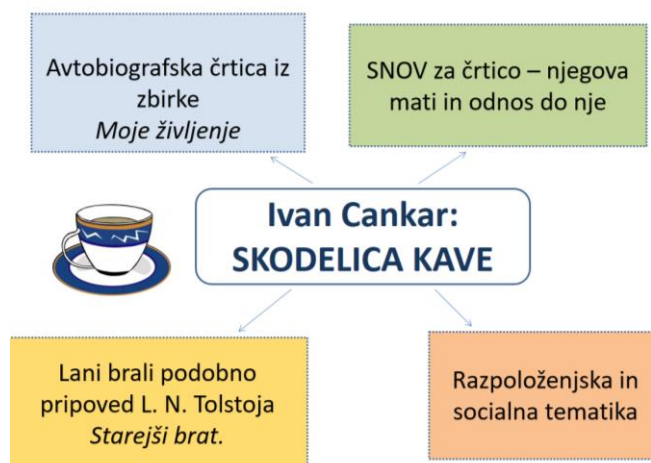 Avtobiografska črtica iz
zbirke
Moje življenje
SNOV za črtico – njegova
mati in odnos do nje
Ivan Cankar:
SKODELICA KAVE
Lani brali podobno
pripoved L. N. Tolstoja
Starejši brat.
Razpoloženjska in
socialna tematika